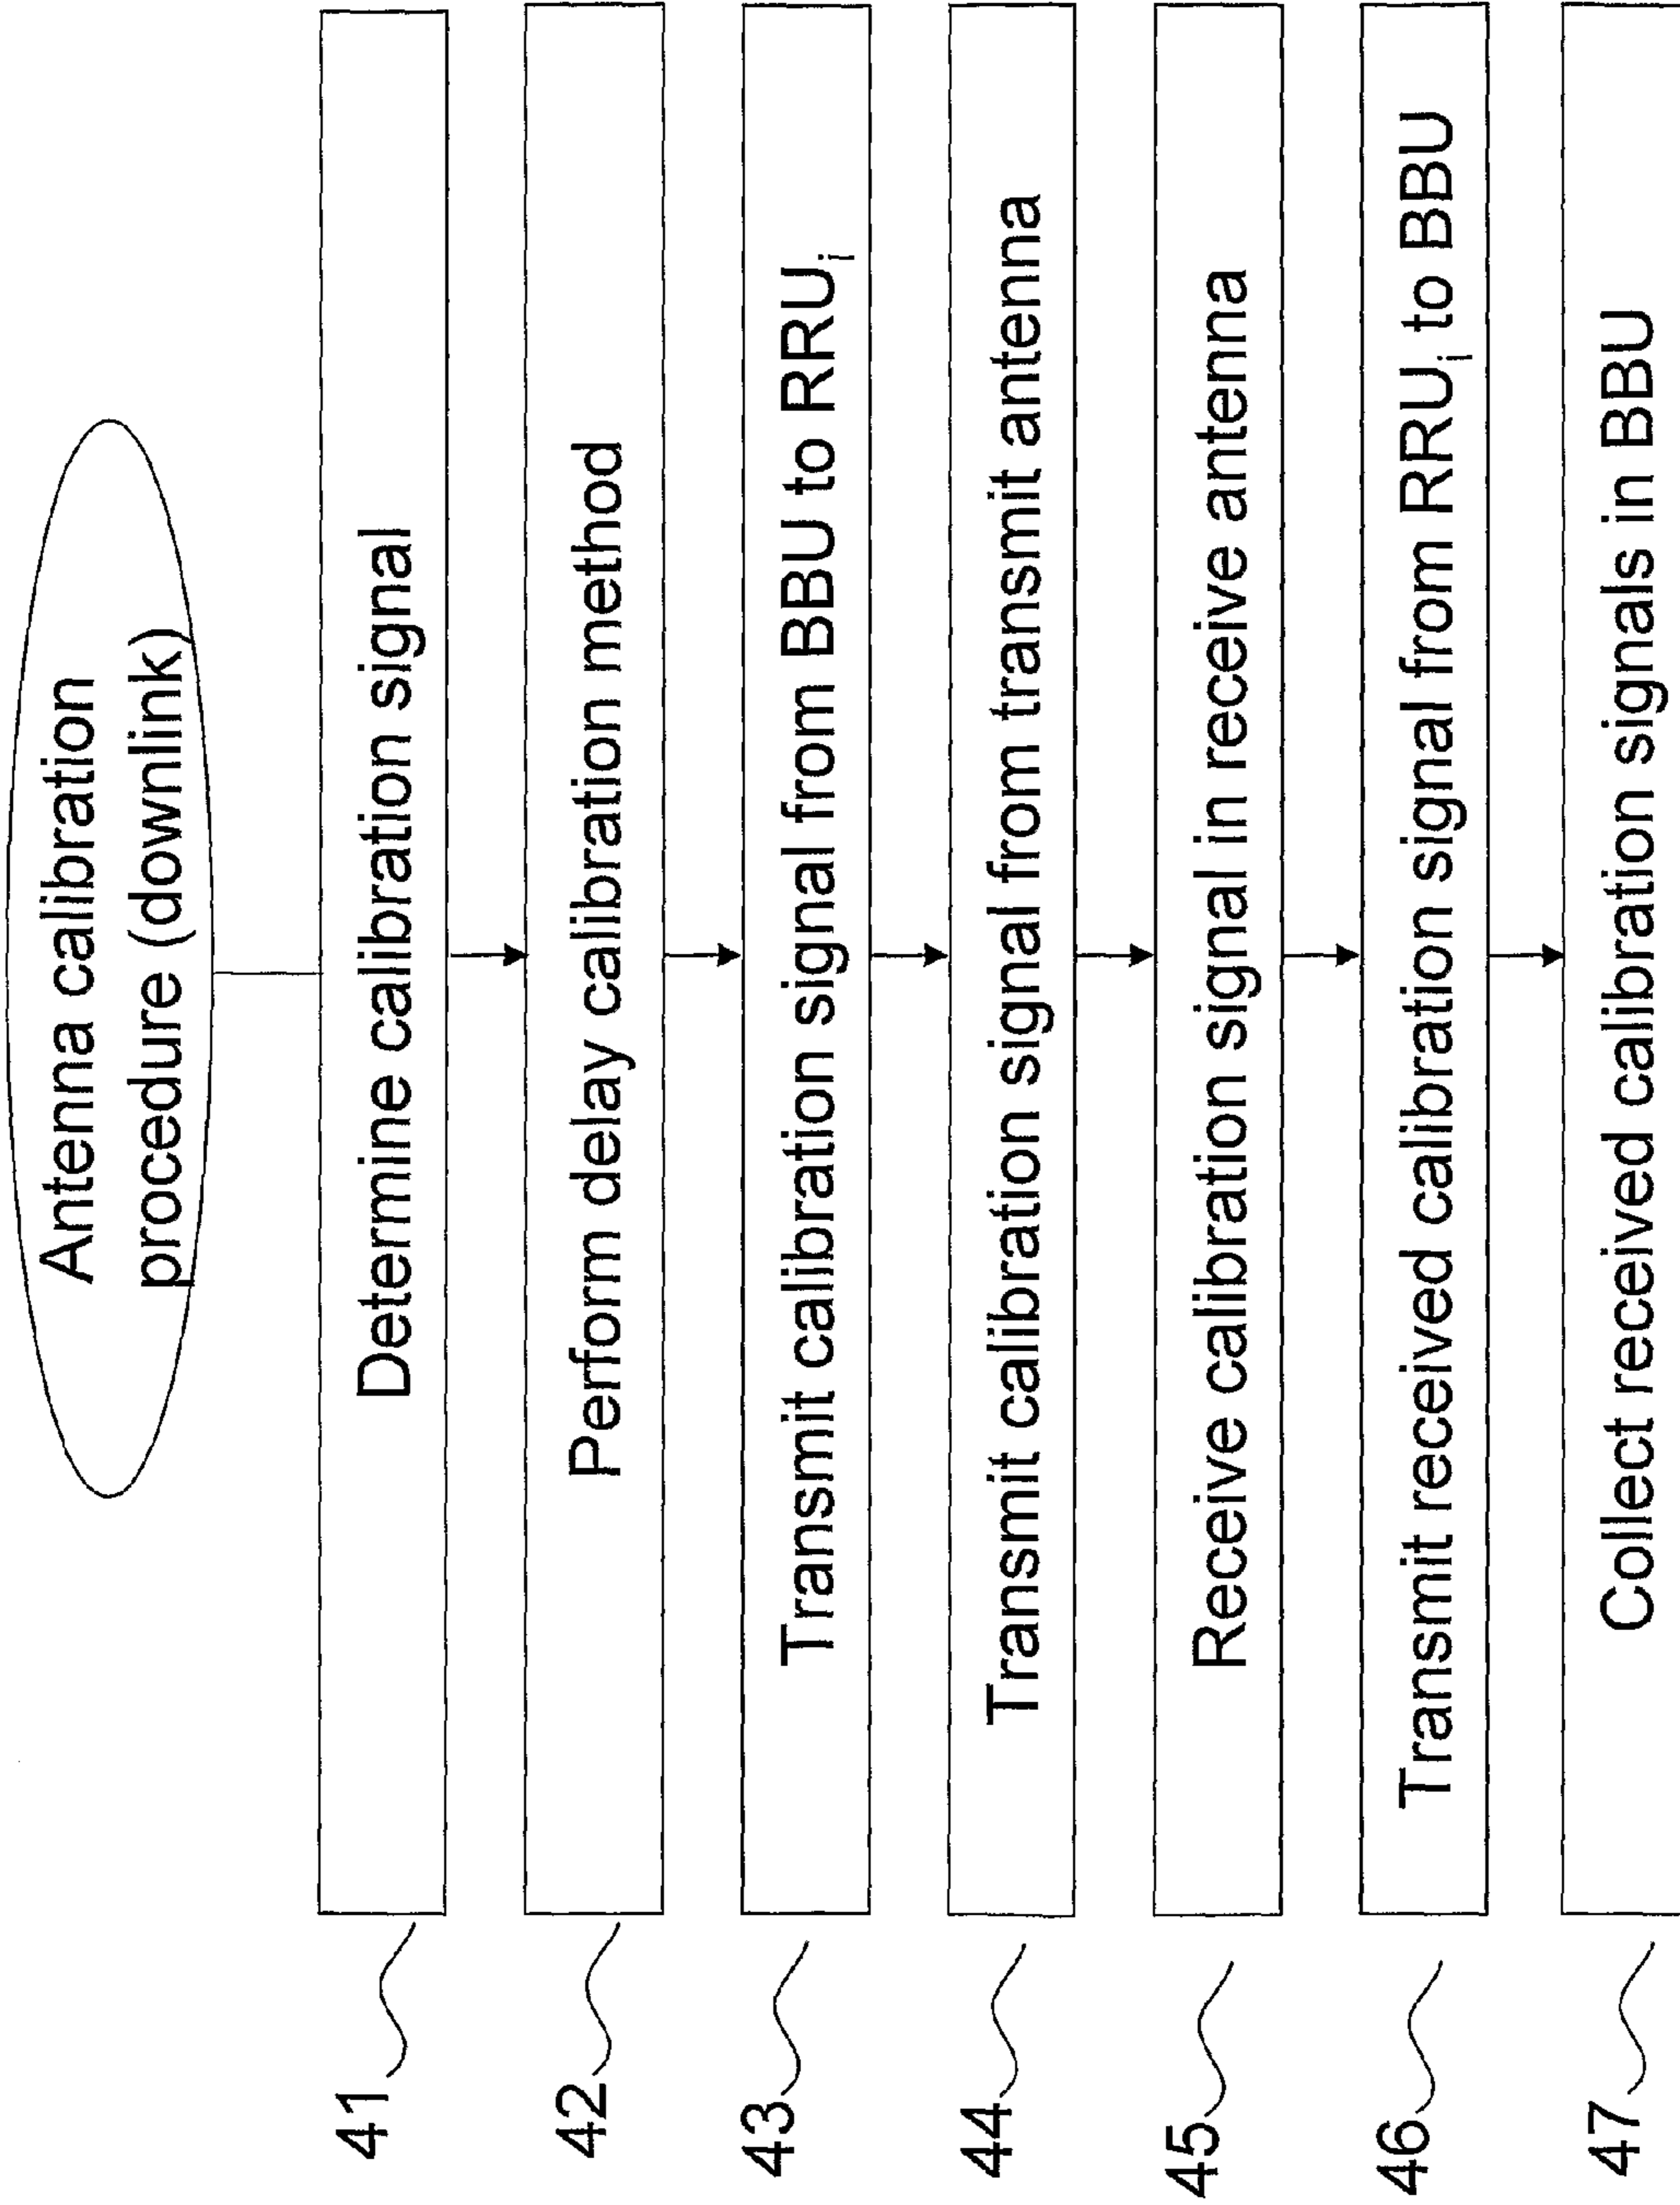 Antenna calibration
procedure (downlink)
41 Determine calibration signal
42 Perform delay calibration method
43 Transmit calibration signal from BBU to RRUi
44 Transmit calibration signal from transmit antenna
45 Receive calibration signal in receive antenna
46 Transmit received calibration signal from RRUi to BBU
47 Collect received calibration signals in BBU